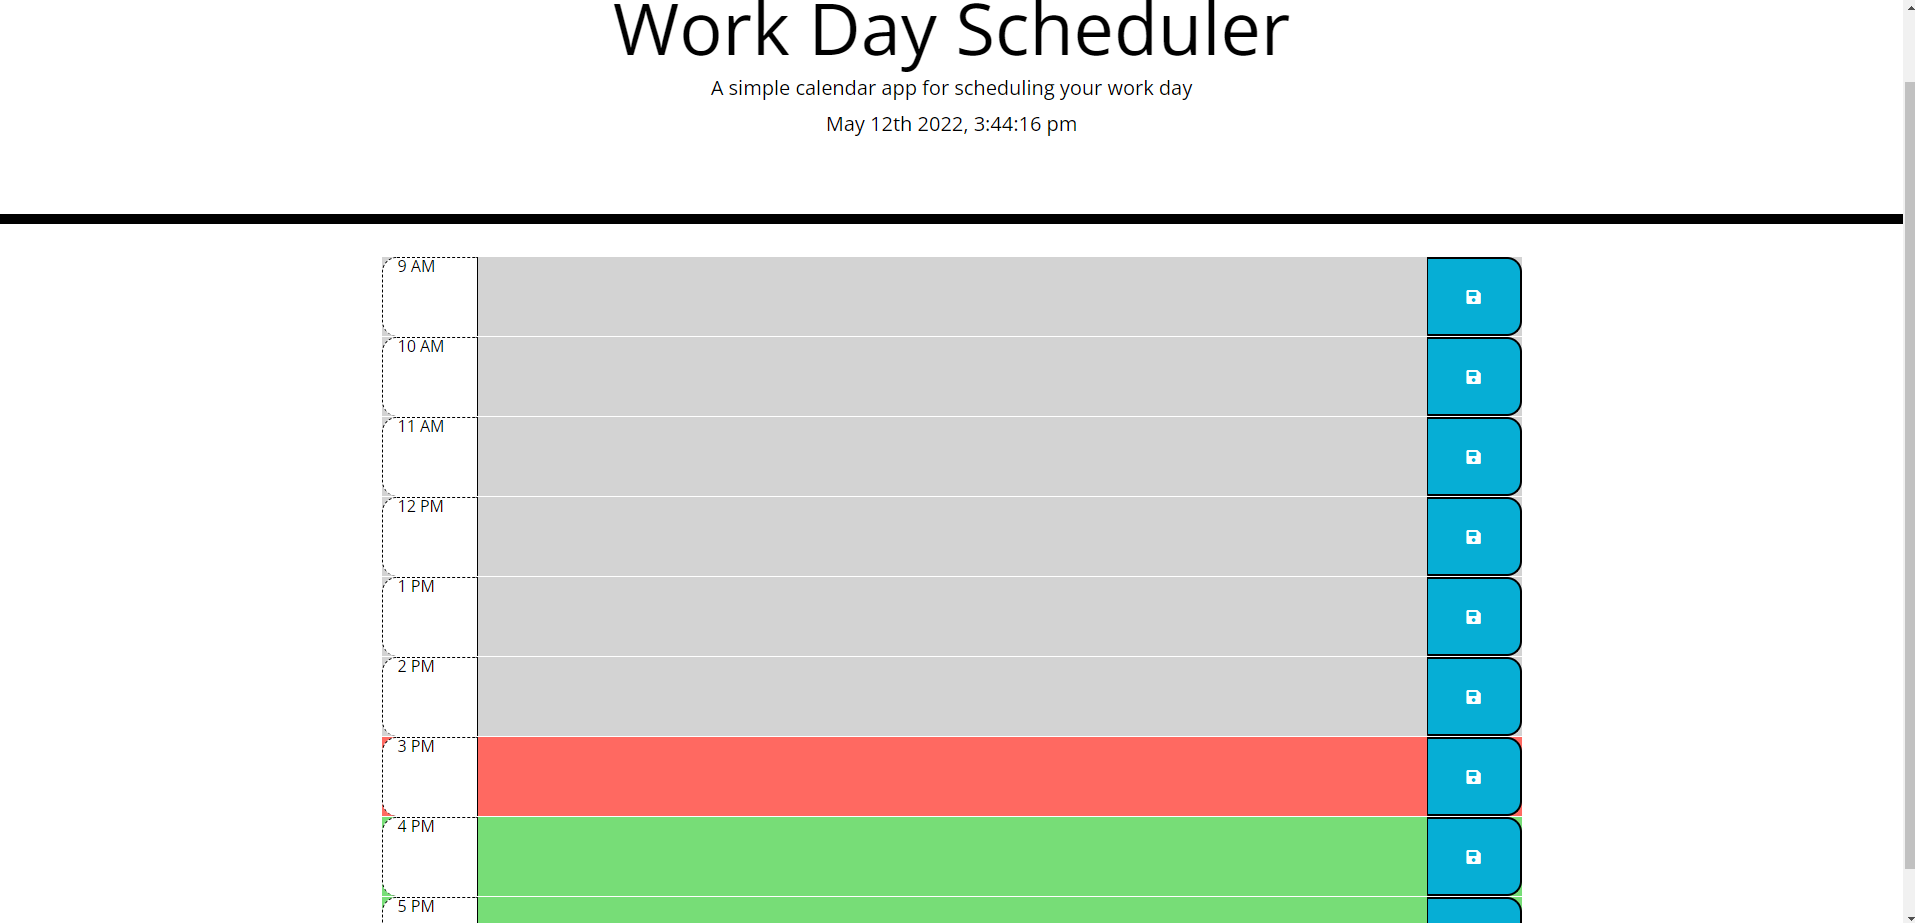 Work Day Scheduler
A simple calendar app for scheduling your work day
May 12th 2022, 3:44:16 pm
9 AM
10 AM
11 AM
12 PM
1 PM
2 PM
3 PM
4 PM
5 PM